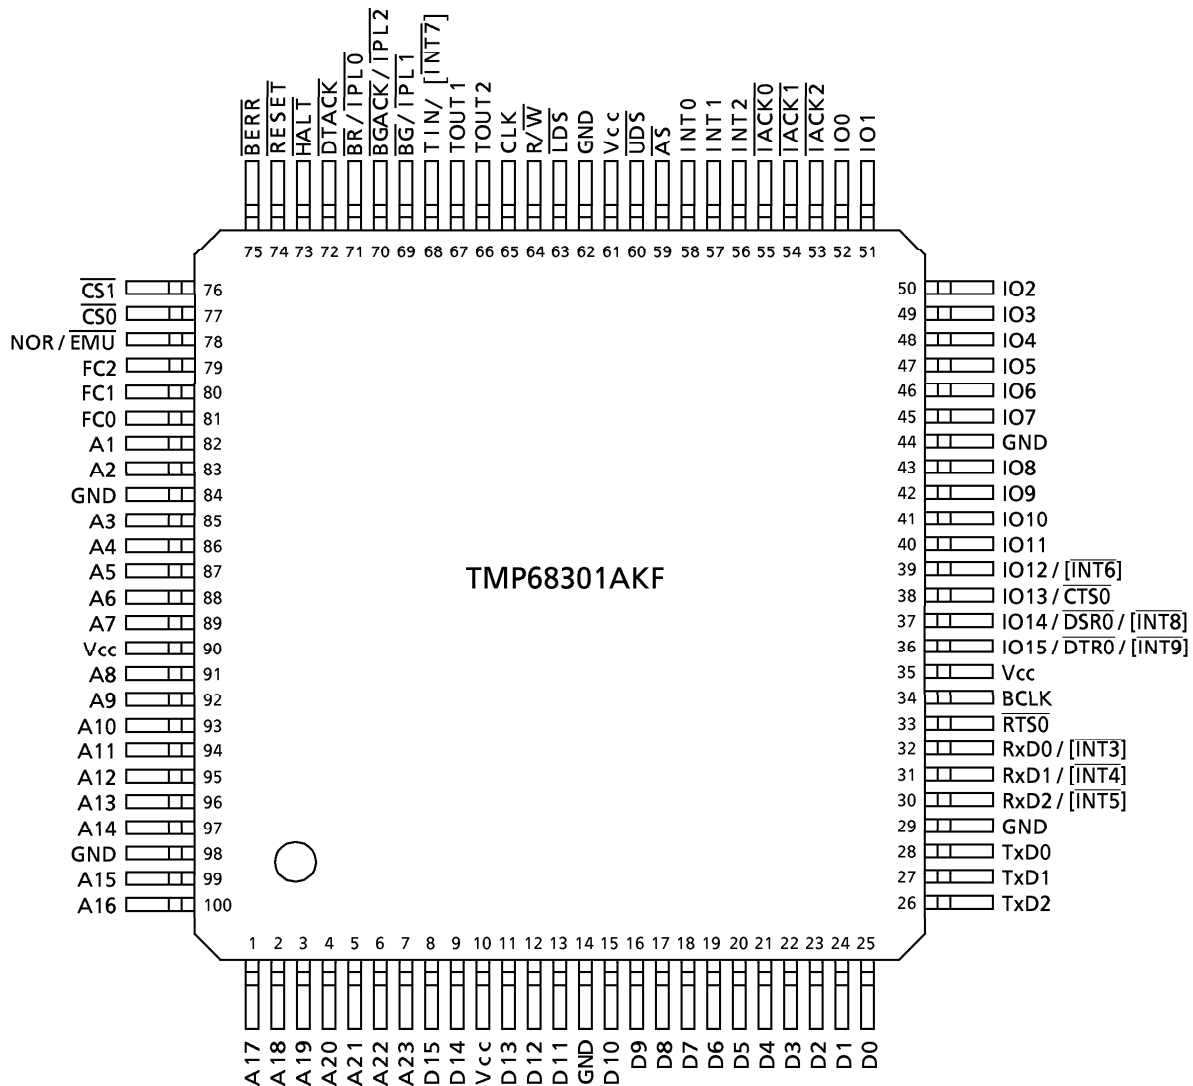 BERR
RESET
HALT
DTACK
BR/IPL0
BGACK/IPL2
BG/IPL1
TIN/ [INT7]
TOUT1
TOUT2
CLK
R/W
LDS
GND
Vcc
UDS
AS
INT0
INT1
INT2
IACK0
IACK1
IACK2
IO0
IO1
75 74 73 72 71 70 69 68 67 66 65 64 63 62 61 60 59 58 57 56 55 54 53 52 51
CS1 76
CS0 77
NOR / EMU 78
FC2 79
FC1 80
FC0 81
A1 82
A2 83
GND 84
A3 85
A4 86
A5 87
A6 88
A7 89
Vcc 90
A8 91
A9 92
A10 93
A11 94
A12 95
A13 96
A14 97
GND 98
A15 99
A16 100
TMP68301AKF
50 IO2
49 IO3
48 IO4
47 IO5
46 IO6
45 IO7
44 GND
43 IO8
42 IO9
41 IO10
40 IO11
39 IO12 / [INT6]
38 IO13 / CTS0
37 IO14 / DSR0 / [INT8]
36 IO15 / DTR0 / [INT9]
35 Vcc
34 BCLK
33 RTS0
32 RxD0 / [INT3]
31 RxD1 / [INT4]
30 RxD2 / [INT5]
29 GND
28 TxD0
27 TxD1
26 TxD2
1 2 3 4 5 6 7 8 9 10 11 12 13 14 15 16 17 18 19 20 21 22 23 24 25
A17
A18
A19
A20
A21
A22
A23
D15
D14
Vcc
D13
D12
D11
GND
D10
D9
D8
D7
D6
D5
D4
D3
D2
D1
D0